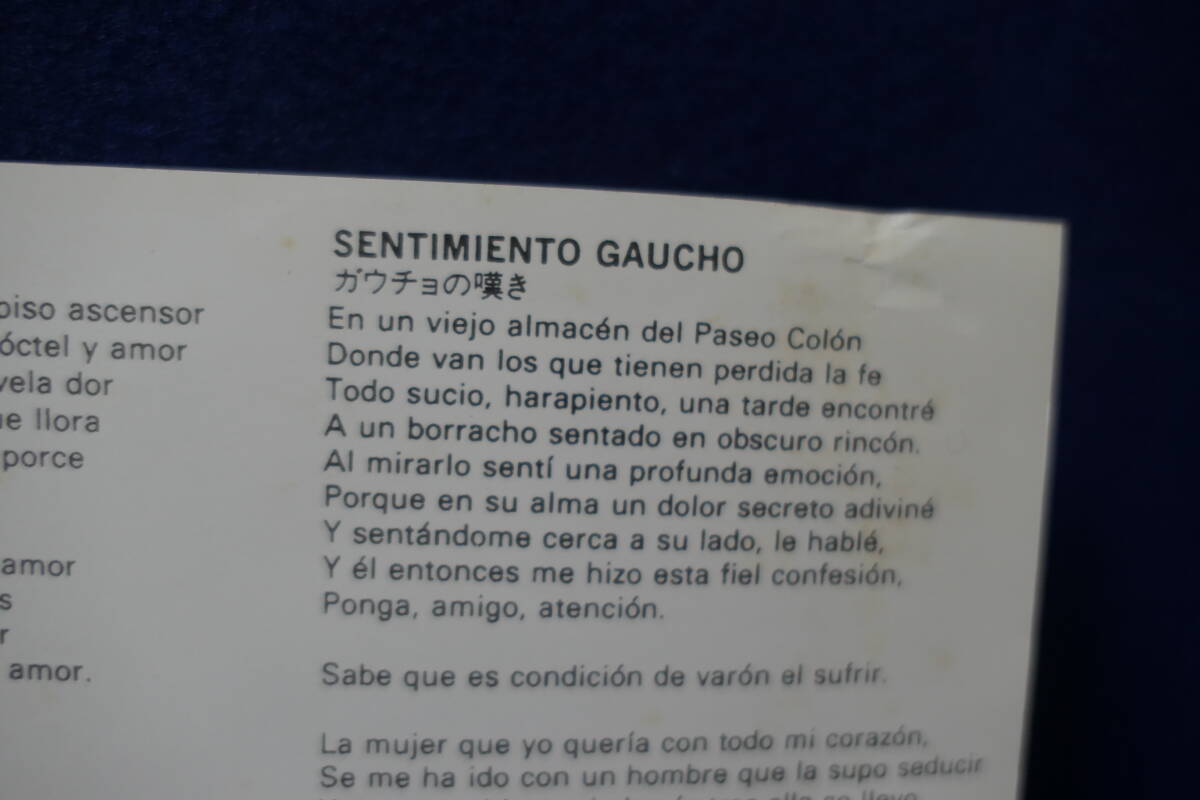 piso ascensor
óctel y amor
vela dor
ue llora
porce
amor
s
r
amor.
SENTIMIENTO GAUCHO
ガウチョの嘆き
En un viejo almacén del Paseo Colón
Donde van los que tienen perdida la fe
Todo sucio, harapiento, una tarde encontré
A un borracho sentado en obscuro rincón.
Al mirarlo sentí una profunda emoción,
Porque en su alma un dolor secreto adiviné
Y sentándome cerca a su lado, le hablé,
Y él entonces me hizo esta fiel confesión,
Ponga, amigo, atención.
Sabe que es condición de varón el sufrir.
La mujer que yo quería con todo mi corazón,
Se me ha ido con un hombre que la supo seducir